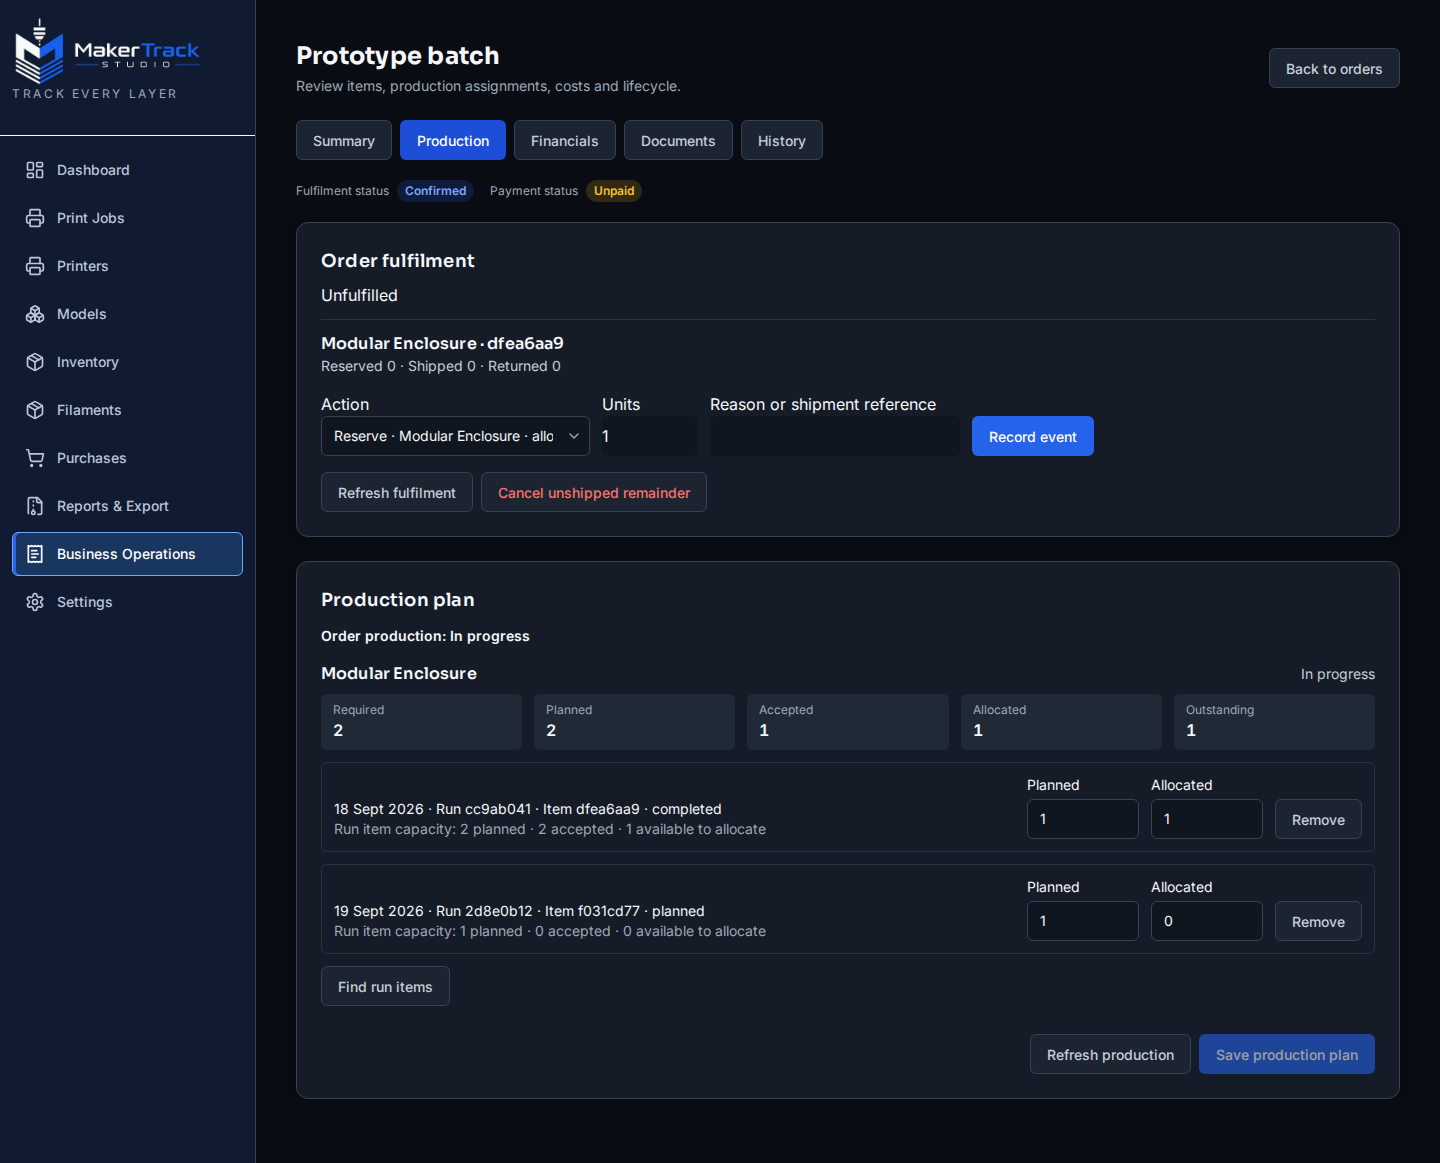 MakerTrack
STUDIO
TRACK EVERY LAYER
Dashboard
Print Jobs
Printers
Models
Inventory
Filaments
Purchases
Reports & Export
Business Operations
Settings
Prototype batch
Review items, production assignments, costs and lifecycle.
Back to orders
Summary
Production
Financials
Documents
History
Fulfilment status Confirmed Payment status Unpaid
Order fulfilment
Unfulfilled
Modular Enclosure · dfea6aa9
Reserved 0 · Shipped 0 · Returned 0
Action Units Reason or shipment reference
Reserve · Modular Enclosure · allo 1 Record event
Refresh fulfilment Cancel unshipped remainder
Production plan
Order production: In progress
Modular Enclosure In progress
Required Planned Accepted Allocated Outstanding
2 2 1 1 1
Planned Allocated
18 Sept 2026 · Run cc9ab041 · Item dfea6aa9 · completed
1 1 Remove
Run item capacity: 2 planned · 2 accepted · 1 available to allocate
Planned Allocated
19 Sept 2026 · Run 2d8e0b12 · Item f031cd77 · planned
1 0 Remove
Run item capacity: 1 planned · 0 accepted · 0 available to allocate
Find run items
Refresh production Save production plan